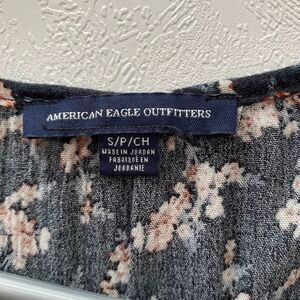 AMERICAN EAGLE OUTFITTERS
S/P/CH
MADE IN JORDAN
FABRIQUÉ EN
JORDANIE